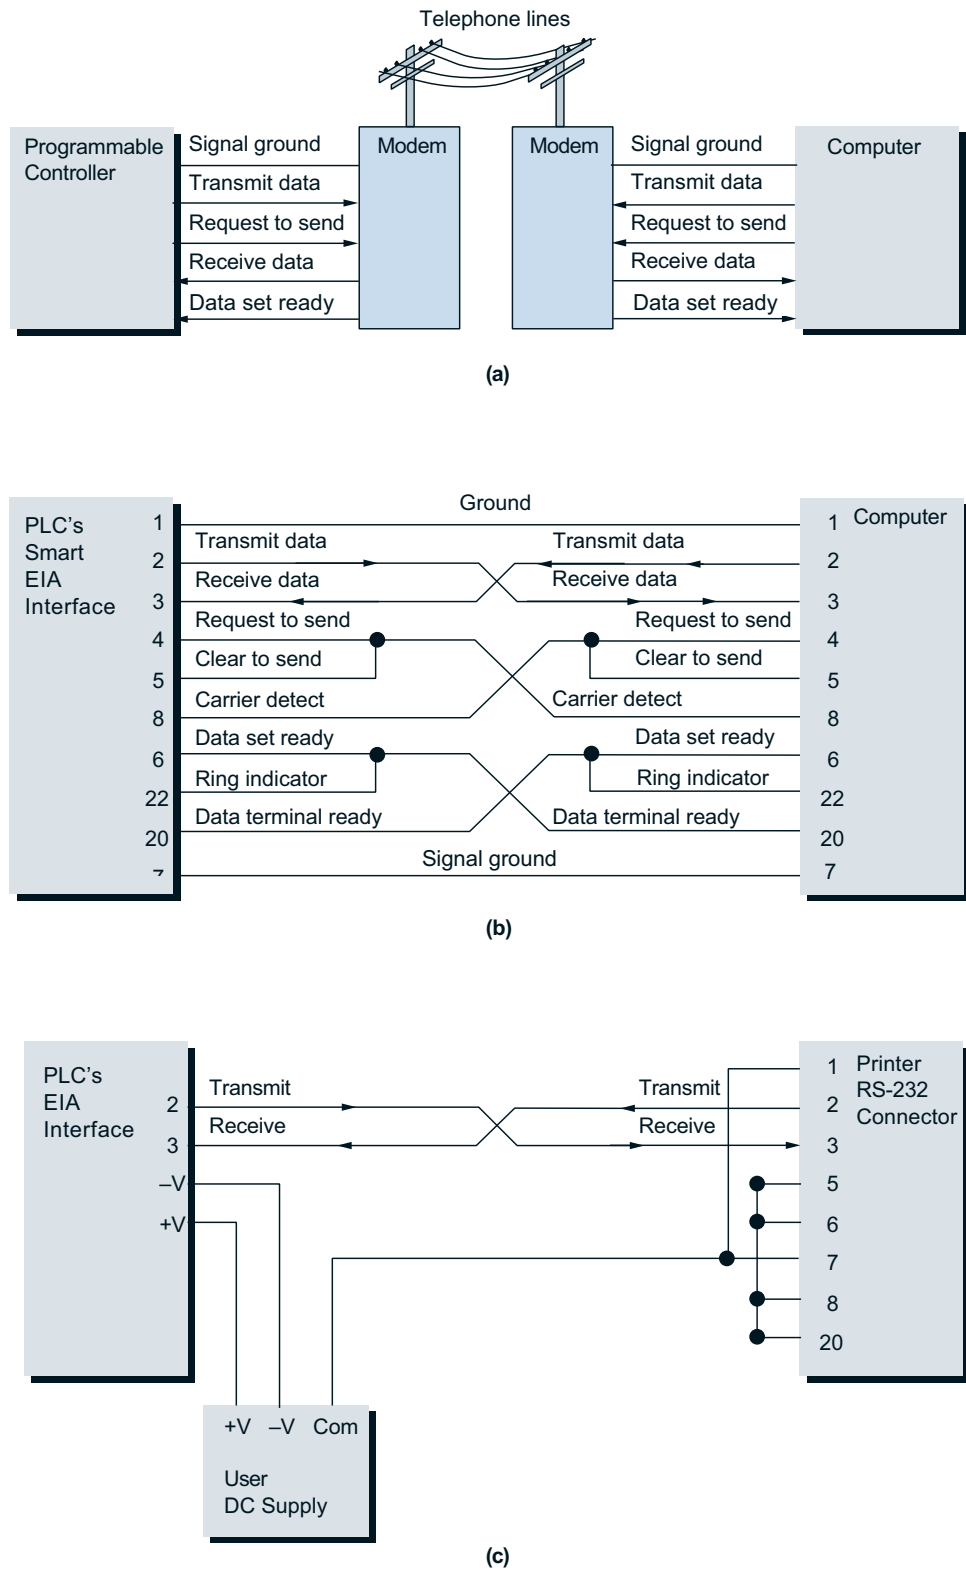 Telephone lines
Programmable
Controller
Signal ground
Transmit data
Request to send
Receive data
Data set ready
Modem
Modem
Signal ground
Transmit data
Request to send
Receive data
Data set ready
Computer
(a)
PLC's
Smart
EIA
Interface
1
2
3
4
5
8
6
22
20
7
Ground
Transmit data
Receive data
Request to send
Clear to send
Carrier detect
Data set ready
Ring indicator
Data terminal ready
Signal ground
Transmit data
Receive data
Request to send
Clear to send
Carrier detect
Data set ready
Ring indicator
Data terminal ready
1
2
3
4
5
8
6
22
20
7
Computer
(b)
PLC's
EIA
Interface
2
3
–V
+V
Transmit
Receive
Transmit
Receive
1
2
3
5
6
7
8
20
Printer
RS-232
Connector
+V –V Com
User
DC Supply
(c)